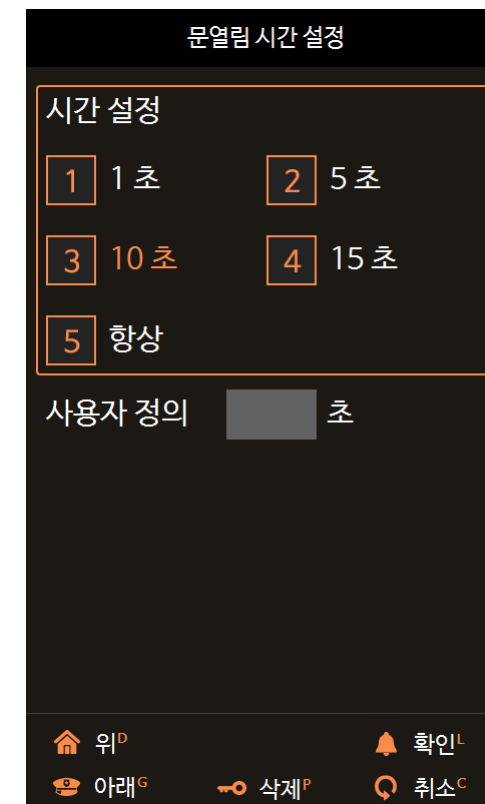 문열림 시간 설정
시간 설정
1 1 초 2 5 초
3 10 초 4 15 초
5 항상
사용자 정의 초
위D 확인L
아래G 삭제P 취소C